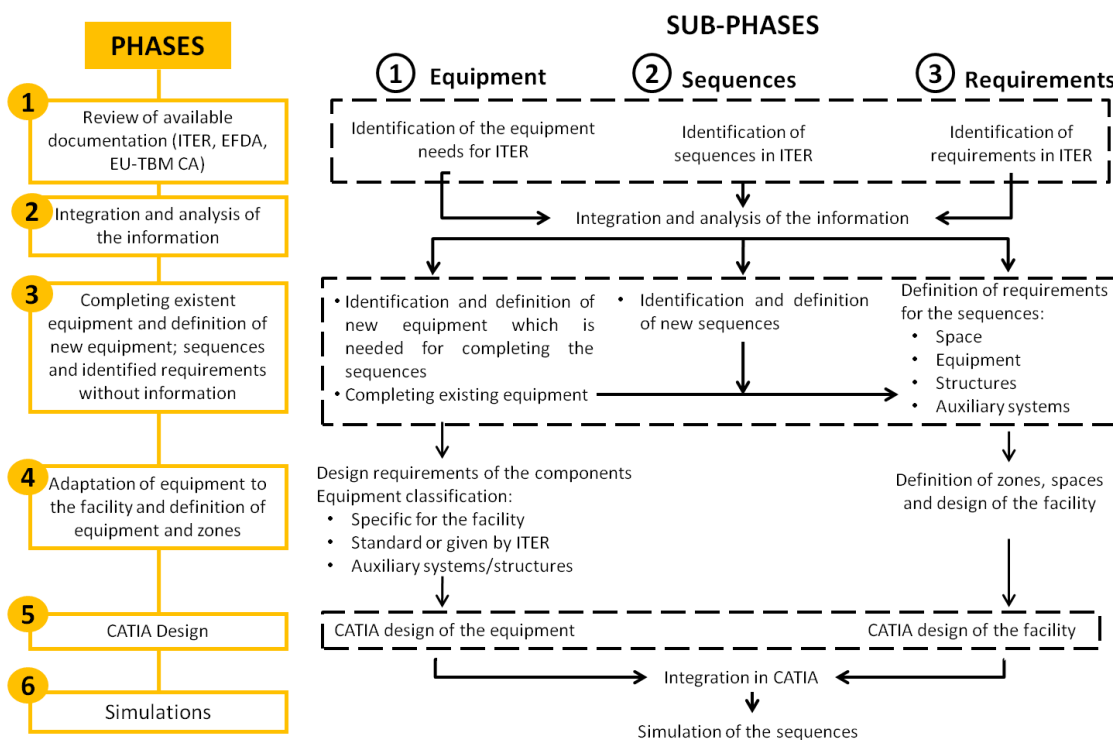 PHASES
1
Review of available
documentation (ITER, EFDA,
EU-TBM CA)
2
Integration and analysis of
the information
3
Completing existent
equipment and definition of
new equipment; sequences
and identified requirements
without information
4
Adaptation of equipment to
the facility and definition of
equipment and zones
5
CATIA Design
6
Simulations
SUB-PHASES
1 Equipment
2 Sequences
3 Requirements
Identification of the equipment
needs for ITER
Identification of
sequences in ITER
Identification of
requirements in ITER
Integration and analysis of the information
• Identification and definition of
new equipment which is
needed for completing the
sequences
• Completing existing equipment
• Identification and definition
of new sequences
Definition of requirements
for the sequences:
• Space
• Equipment
• Structures
• Auxiliary systems
Design requirements of the components
Equipment classification:
• Specific for the facility
• Standard or given by ITER
• Auxiliary systems/structures
Definition of zones, spaces
and design of the facility
CATIA design of the equipment
CATIA design of the facility
Integration in CATIA
Simulation of the sequences